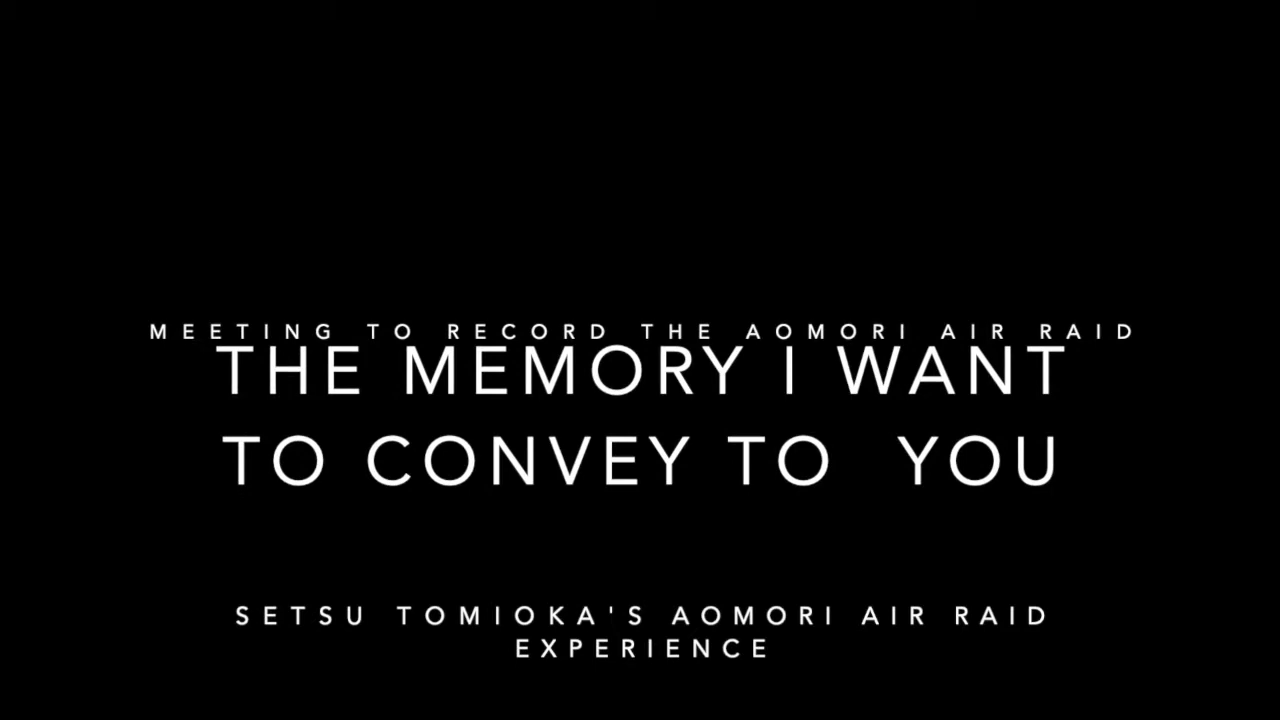 MEETING TO RECORD THE AOMORI AIR RAID
THE MEMORY I WANT
TO CONVEY TO YOU
SETSU TOMIOKA'S AOMORI AIR RAID
EXPERIENCE